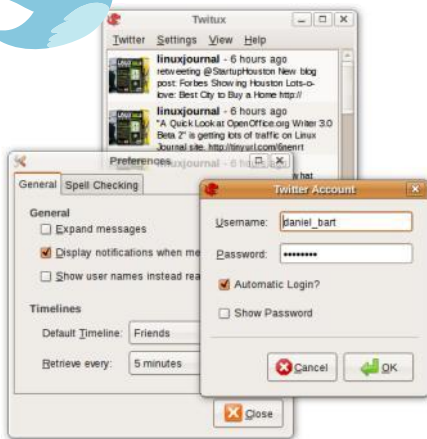 Twitux
Twitter Settings View Help
linuxjournal - 6 hours ago
retweeting @StartupHouston New blog
post: Forbes Showing Houston Lots-o-
love: Best City to Buy a Home http://
linuxjournal - 6 hours ago
"A Quick Look at OpenOffice.org Writer 3.0
Beta 2" is getting lots of traffic on Linux
Journal site. http://tinyurl.com/6nenrt
linuxjournal - 6
Preferences
General Spell Checking
General
Expand messages
Display notifications when me
Show user names instead rea
Timelines
Default Timeline: Friends
Retrieve every: 5 minutes
Close
Twitter Account
Username: daniel_bart
Password: ••••••••
Automatic Login?
Show Password
Cancel OK